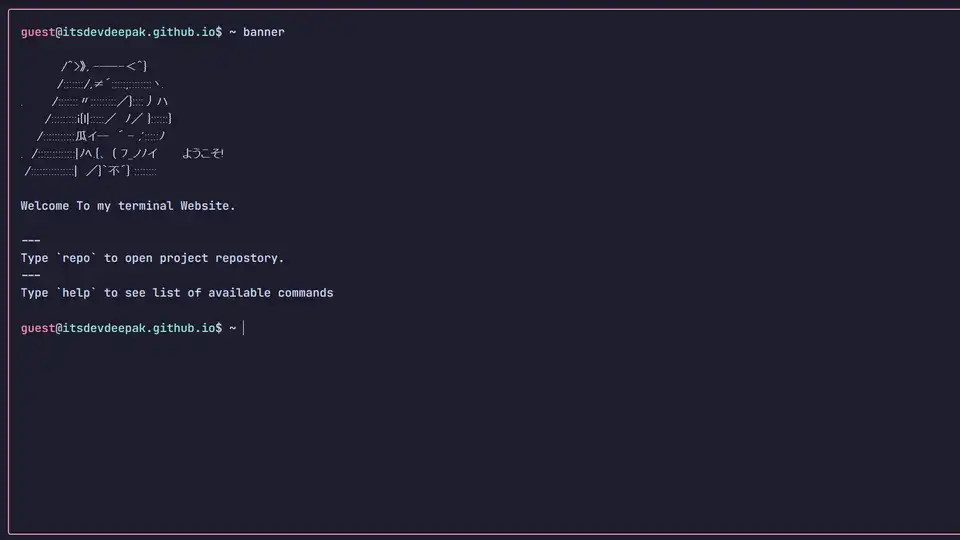 guest@itsdevdeepak.github.io$ ~ banner
ようこそ!
Welcome To my terminal Website.
---
Type `repo` to open project repostory.
---
Type `help` to see list of available commands
guest@itsdevdeepak.github.io$ ~